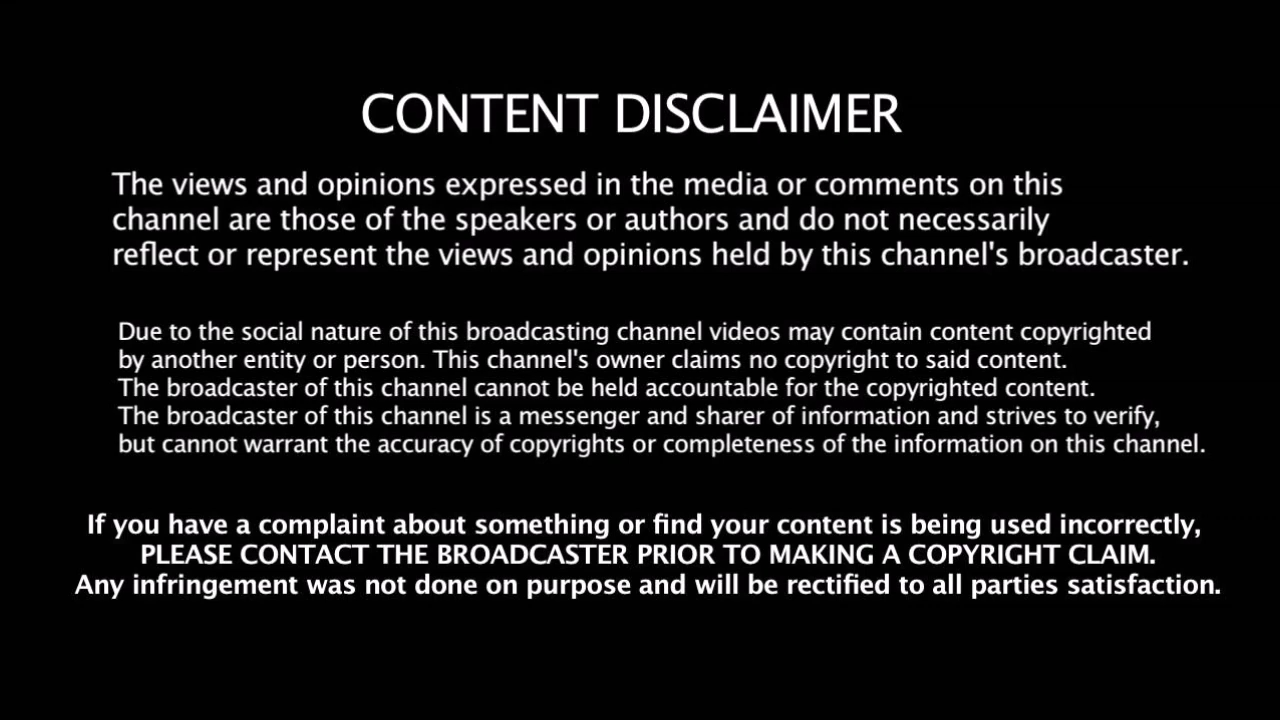 CONTENT DISCLAIMER
The views and opinions expressed in the media or comments on this
channel are those of the speakers or authors and do not necessarily
reflect or represent the views and opinions held by this channel's broadcaster.
Due to the social nature of this broadcasting channel videos may contain content copyrighted
by another entity or person. This channel's owner claims no copyright to said content.
The broadcaster of this channel cannot be held accountable for the copyrighted content.
The broadcaster of this channel is a messenger and sharer of information and strives to verify,
but cannot warrant the accuracy of copyrights or completeness of the information on this channel.
If you have a complaint about something or find your content is being used incorrectly,
PLEASE CONTACT THE BROADCASTER PRIOR TO MAKING A COPYRIGHT CLAIM.
Any infringement was not done on purpose and will be rectified to all parties satisfaction.